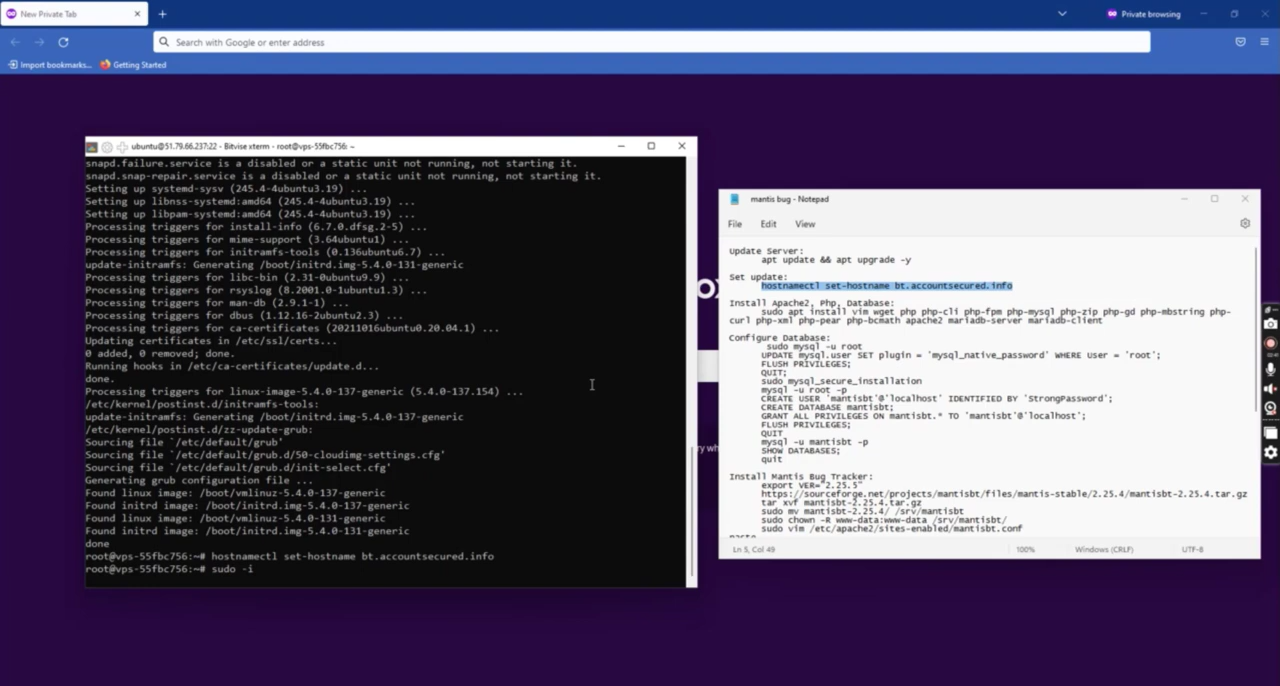 New Private Tab
Private browsing
Search with Google or enter address
Import bookmarks...
Getting Started
ubuntu@51.79.66.237:22 - Bitvise xterm - root@vps-55fbc756: ~
snapd.failure.service is a disabled or a static unit not running, not starting it.
snapd.snap-repair.service is a disabled or a static unit not running, not starting it.
Setting up systemd-sysv (245.4-4ubuntu3.19) ...
Setting up libnss-systemd:amd64 (245.4-4ubuntu3.19) ...
Setting up libpam-systemd:amd64 (245.4-4ubuntu3.19) ...
Processing triggers for install-info (6.7.0.dfsg.2-5) ...
Processing triggers for mime-support (3.64ubuntu1) ...
Processing triggers for initramfs-tools (0.136ubuntu6.7) ...
update-initramfs: Generating /boot/initrd.img-5.4.0-131-generic
Processing triggers for libc-bin (2.31-0ubuntu9.9) ...
Processing triggers for rsyslog (8.2001.0-1ubuntu1.3) ...
Processing triggers for man-db (2.9.1-1) ...
Processing triggers for dbus (1.12.16-2ubuntu2.3) ...
Processing triggers for ca-certificates (20211016ubuntu0.20.04.1) ...
Updating certificates in /etc/ssl/certs...
0 added, 0 removed; done.
Running hooks in /etc/ca-certificates/update.d...
done.
Processing triggers for linux-image-5.4.0-137-generic (5.4.0-137.154) ...
/etc/kernel/postinst.d/initramfs-tools:
update-initramfs: Generating /boot/initrd.img-5.4.0-137-generic
/etc/kernel/postinst.d/zz-update-grub:
Sourcing file `/etc/default/grub'
Sourcing file `/etc/default/grub.d/50-cloudimg-settings.cfg'
Sourcing file `/etc/default/grub.d/init-select.cfg'
Generating grub configuration file ...
Found linux image: /boot/vmlinuz-5.4.0-137-generic
Found initrd image: /boot/initrd.img-5.4.0-137-generic
Found linux image: /boot/vmlinuz-5.4.0-131-generic
Found initrd image: /boot/initrd.img-5.4.0-131-generic
done
root@vps-55fbc756:~# hostnamectl set-hostname bt.accountsecured.info
root@vps-55fbc756:~# sudo -i
mantis bug - Notepad
File Edit View
Update Server:
apt update && apt upgrade -y
Set update:
hostnamectl set-hostname bt.accountsecured.info
Install Apache2, Php, Database:
sudo apt install vim wget php php-cli php-fpm php-mysql php-zip php-gd php-mbstring php-
curl php-xml php-pear php-bcmath apache2 mariadb-server mariadb-client
Configure Database:
sudo mysql -u root
UPDATE mysql.user SET plugin = 'mysql_native_password' WHERE User = 'root';
FLUSH PRIVILEGES;
QUIT;
sudo mysql_secure_installation
mysql -u root -p
CREATE USER 'mantisbt'@'localhost' IDENTIFIED BY 'StrongPassword';
CREATE DATABASE mantisbt;
GRANT ALL PRIVILEGES ON mantisbt.* TO 'mantisbt'@'localhost';
FLUSH PRIVILEGES;
QUIT
mysql -u mantisbt -p
SHOW DATABASES;
quit
Install Mantis Bug Tracker:
export VER="2.25.5"
https://sourceforge.net/projects/mantisbt/files/mantis-stable/2.25.4/mantisbt-2.25.4.tar.gz
tar xvf mantisbt-2.25.4.tar.gz
sudo mv mantisbt-2.25.4/ /srv/mantisbt
sudo chown -R www-data:www-data /srv/mantisbt/
sudo vim /etc/apache2/sites-enabled/mantisbt.conf
Ln 5, Col 49
100%
Windows (CRLF)
UTF-8